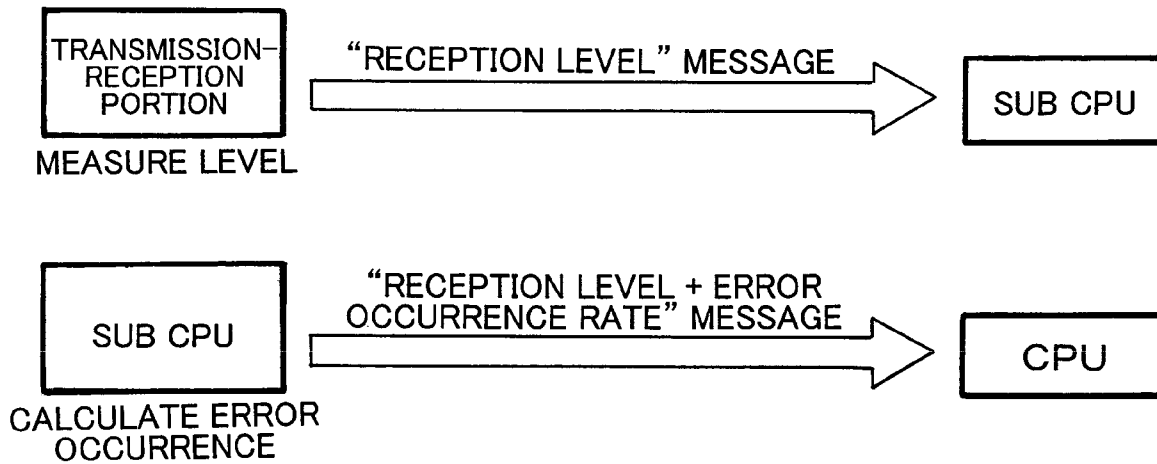 TRANSMISSION-
RECEPTION
PORTION
MEASURE LEVEL
“RECEPTION LEVEL” MESSAGE
SUB CPU
SUB CPU
CALCULATE ERROR
OCCURRENCE
“RECEPTION LEVEL + ERROR
OCCURRENCE RATE” MESSAGE
CPU